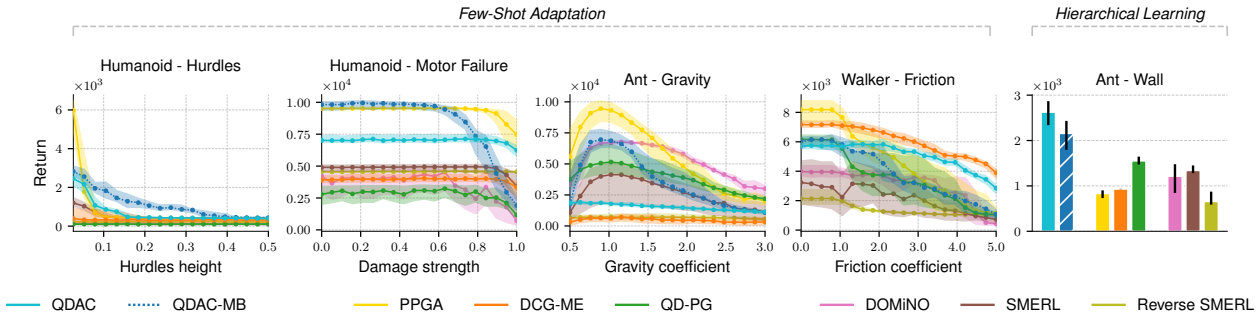 Few-Shot Adaptation
Hierarchical Learning
Humanoid - Hurdles
Humanoid - Motor Failure
Ant - Gravity
Walker - Friction
Ant - Wall
×10³
×10⁴
×10⁴
×10³
×10³
Return
6
4
2
0
0.1
0.2
0.3
0.4
0.5
Hurdles height
1.00
0.75
0.50
0.25
0.00
0.0
0.2
0.4
0.6
0.8
1.0
Damage strength
1.00
0.75
0.50
0.25
0.00
0.5
1.0
1.5
2.0
2.5
3.0
Gravity coefficient
8
6
4
2
0
0.0
1.0
2.0
3.0
4.0
5.0
Friction coefficient
3
2
1
0
QDAC
QDAC-MB
PPGA
DCG-ME
QD-PG
DOMiNO
SMERL
Reverse SMERL